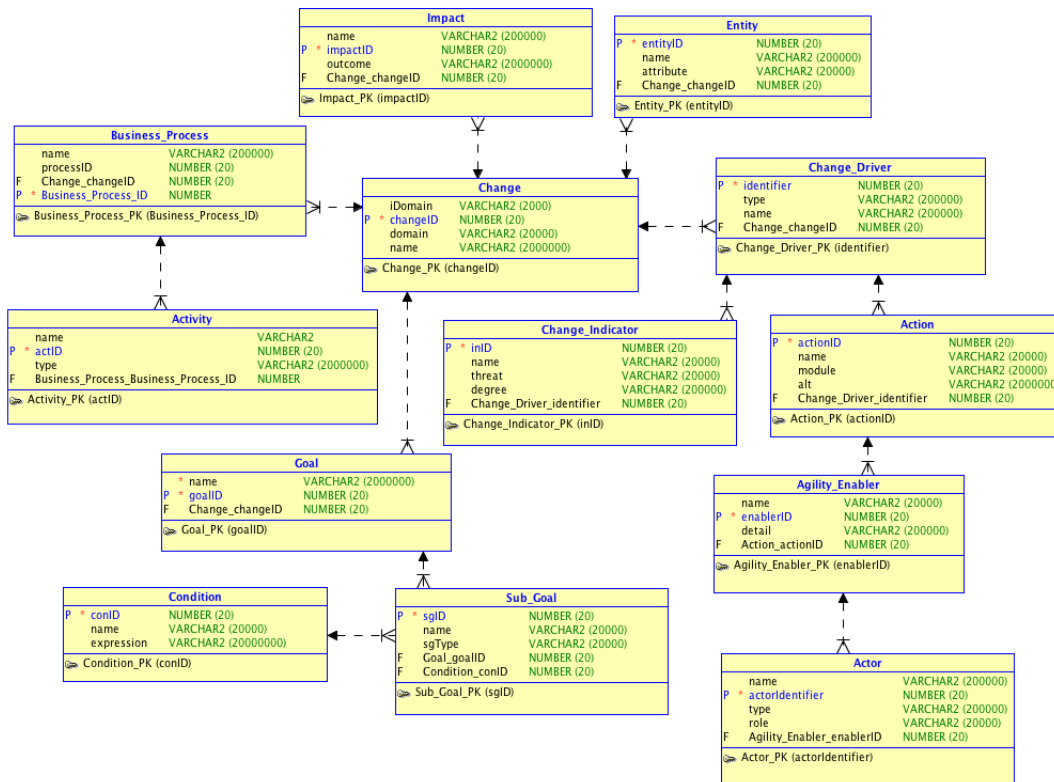 Impact
name VARCHAR2 (200000)
P * impactID NUMBER (20)
outcome VARCHAR2 (2000000)
F Change_changeID NUMBER (20)
Impact_PK (impactID)
Entity
P * entityID NUMBER (20)
name VARCHAR2 (200000)
attribute VARCHAR2 (20000)
F Change_changeID NUMBER (20)
Entity_PK (entityID)
Business_Process
name VARCHAR2 (200000)
processID NUMBER (20)
F Change_changeID NUMBER (20)
P * Business_Process_ID NUMBER
Business_Process_PK (Business_Process_ID)
Change
iDomain VARCHAR2 (2000)
P * changeID NUMBER (20)
domain VARCHAR2 (20000)
name VARCHAR2 (2000000)
Change_PK (changeID)
Change_Driver
P * identifier NUMBER (20)
type VARCHAR2 (200000)
name VARCHAR2 (200000)
F Change_changeID NUMBER (20)
Change_Driver_PK (identifier)
Activity
name VARCHAR2
P * actID NUMBER (20)
type VARCHAR2 (2000000)
F Business_Process_Business_Process_ID NUMBER
Activity_PK (actID)
Change_Indicator
P * inID NUMBER (20)
name VARCHAR2 (20000)
threat VARCHAR2 (20000)
degree VARCHAR2 (200000)
F Change_Driver_identifier NUMBER (20)
Change_Indicator_PK (inID)
Action
P * actionID NUMBER (20)
name VARCHAR2 (20000)
module VARCHAR2 (20000)
alt VARCHAR2 (2000000
F Change_Driver_identifier NUMBER (20)
Action_PK (actionID)
Goal
* name VARCHAR2 (2000000)
P * goalID NUMBER (20)
F Change_changeID NUMBER (20)
Goal_PK (goalID)
Agility_Enabler
name VARCHAR2 (20000)
P * enablerID NUMBER (20)
detail VARCHAR2 (200000)
F Action_actionID NUMBER (20)
Agility_Enabler_PK (enablerID)
Condition
P * conID NUMBER (20)
name VARCHAR2 (20000)
expression VARCHAR2 (20000000)
Condition_PK (conID)
Sub_Goal
P * sgID NUMBER (20)
name VARCHAR2 (20000)
sgType VARCHAR2 (20000)
F Goal_goalID NUMBER (20)
F Condition_conID NUMBER (20)
Sub_Goal_PK (sgID)
Actor
name VARCHAR2 (200000)
P * actorIdentifier NUMBER (20)
type VARCHAR2 (200000)
role VARCHAR2 (20000)
F Agility_Enabler_enablerID NUMBER (20)
Actor_PK (actorIdentifier)